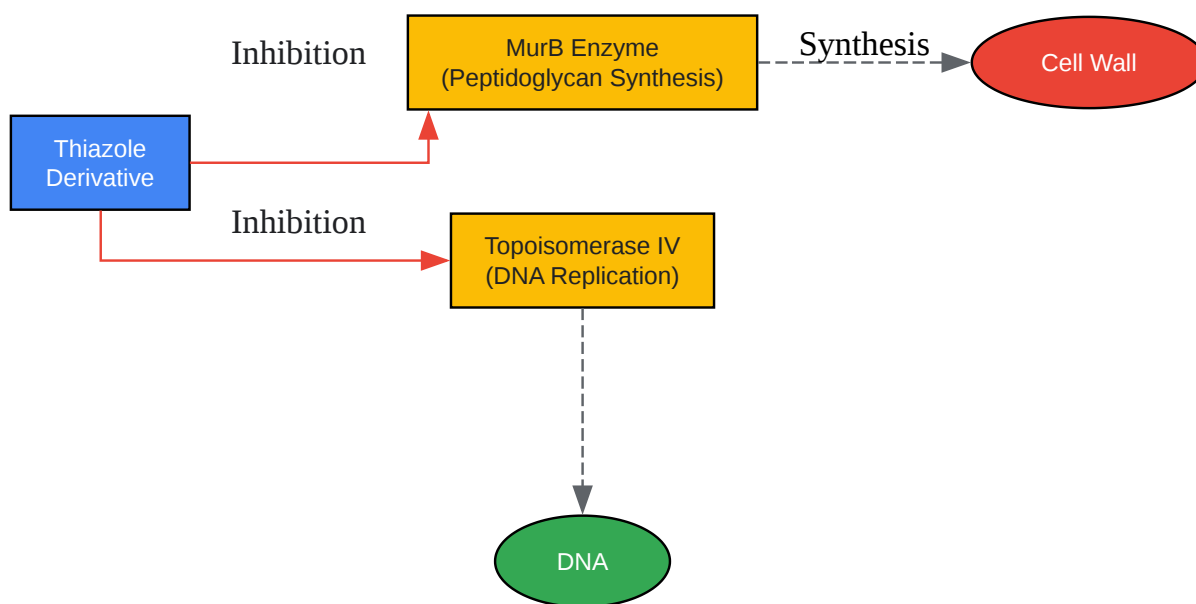 Inhibition
MurB Enzyme
(Peptidoglycan Synthesis)
Synthesis
Cell Wall
Thiazole
Derivative
Inhibition
Topoisomerase IV
(DNA Replication)
DNA